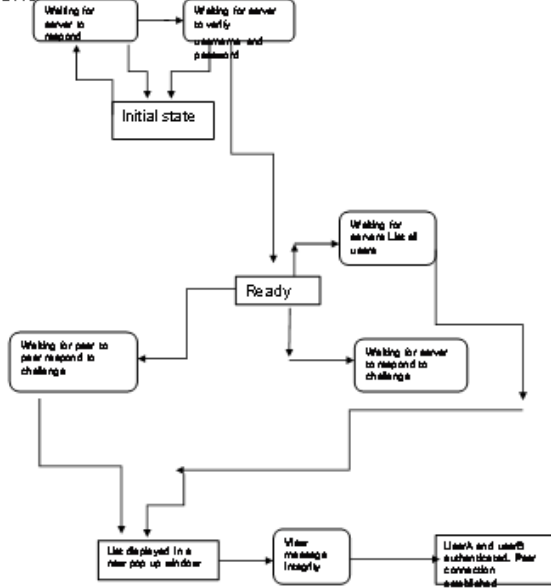 Waiting for
server to
respond
Waiting for server
to verify
username and
password
Initial state
Waiting for
servers List all
users
Ready
Waiting for peer to
peer respond to
challenge
Waiting for server
to respond to
challenge
List displayed in a
new pop up window
View
message
integrity
UserA and userB
authenticated. Peer
connection
established